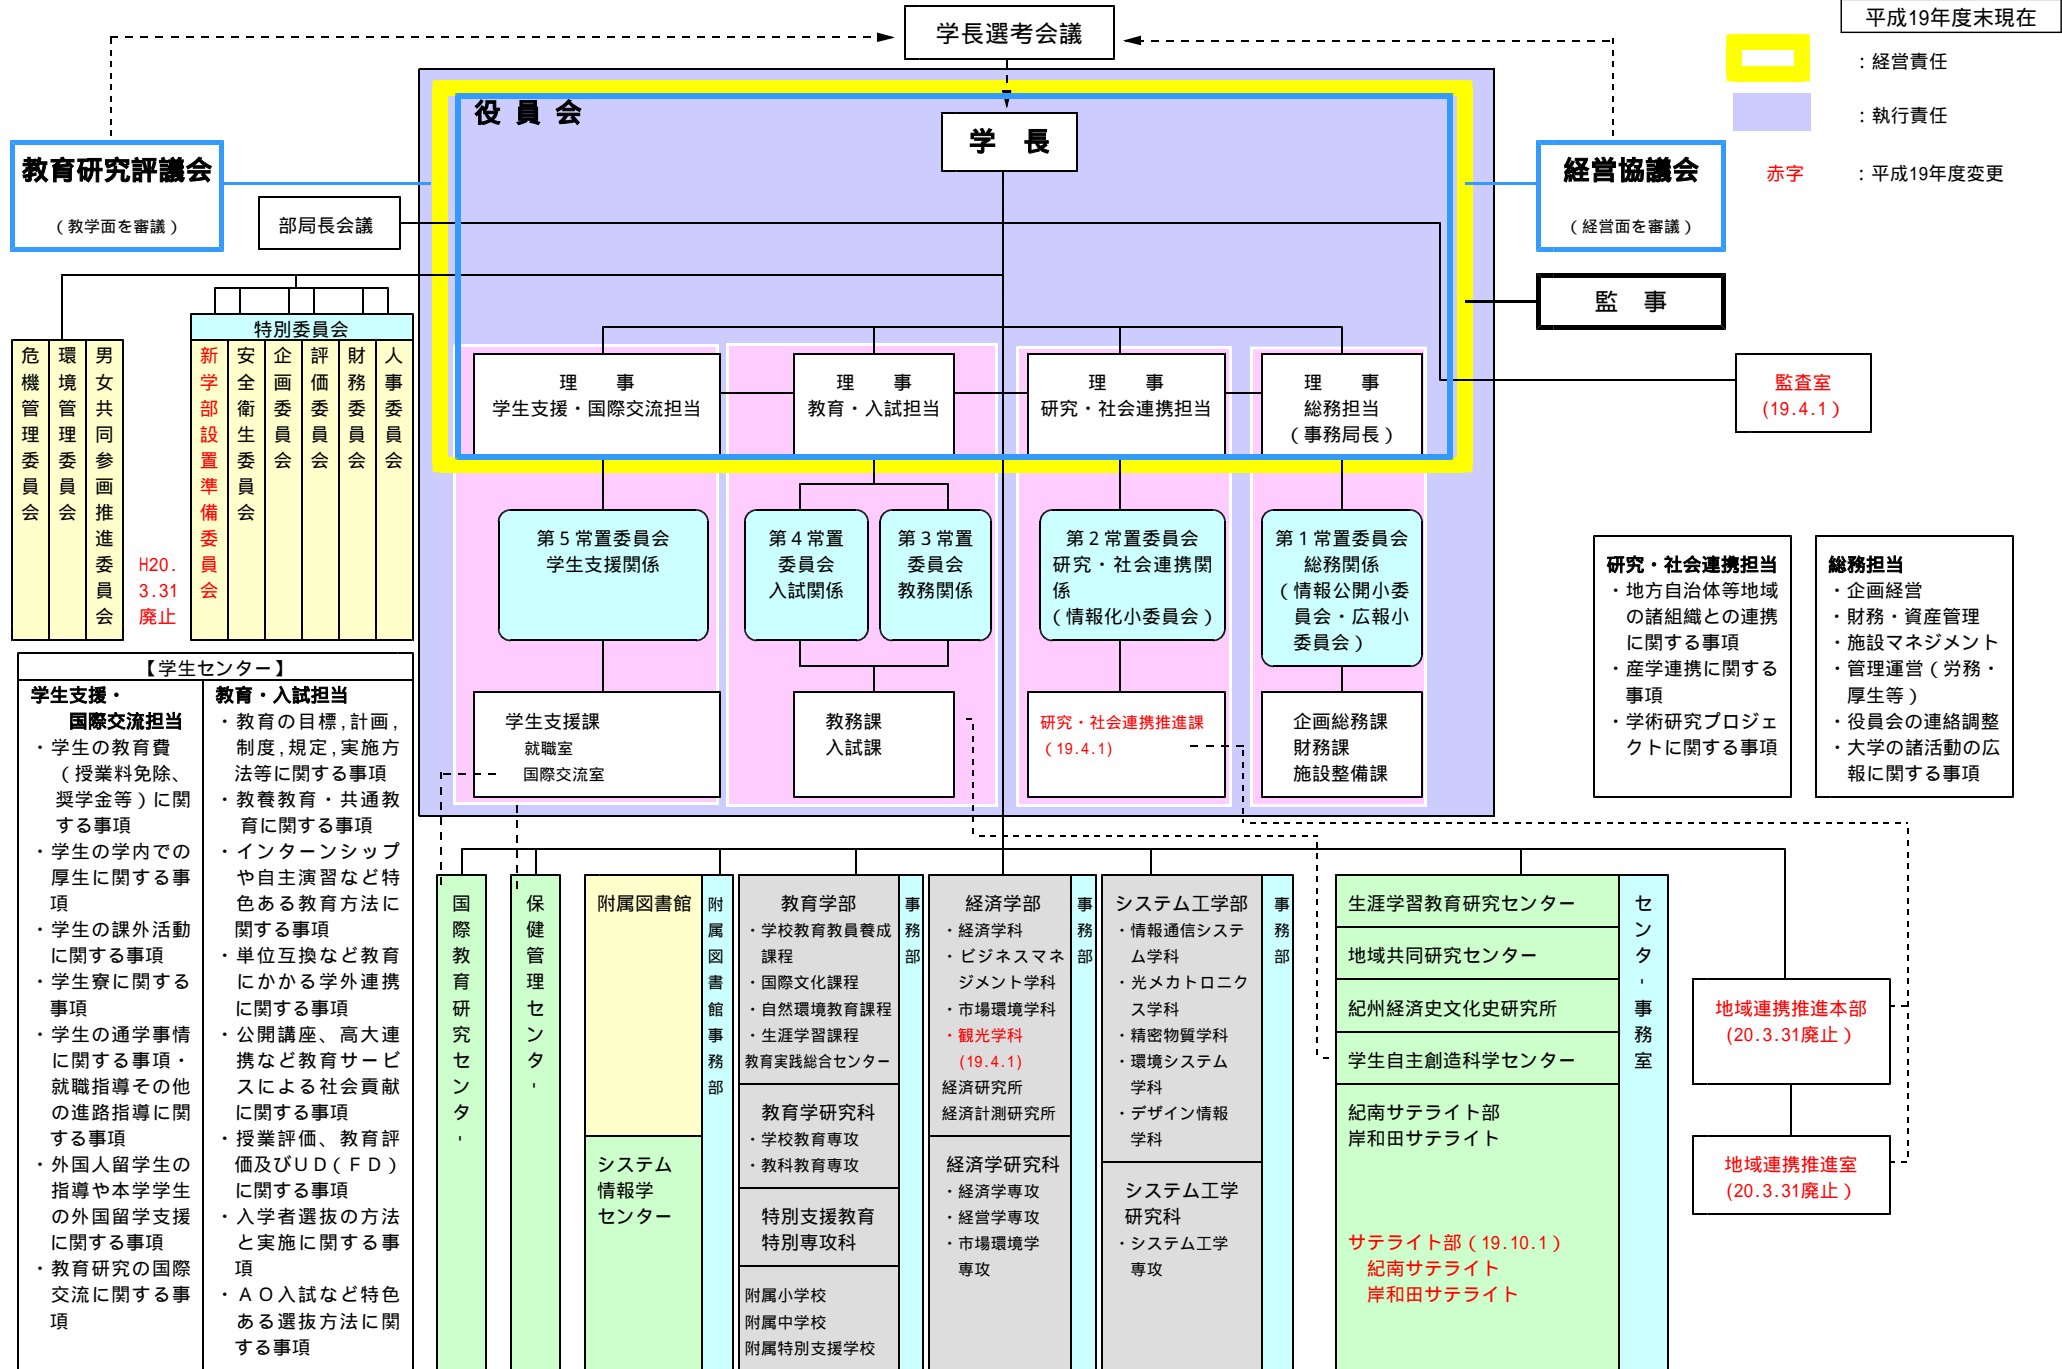 平成19年度末現在
学長選考会議
：経営責任
：執行責任
赤字　：平成19年度変更
役 員 会
学　長
教育研究評議会
（教学面を審議）
部局長会議
経営協議会
（経営面を審議）
監　事
監査室
(19.4.1)
特別委員会
危機管理委員会
環境管理委員会
男女共同参画推進委員会
H20.
3.31
廃止
新学部設置準備委員会
安全衛生委員会
企画委員会
評価委員会
財務委員会
人事委員会
理　事
学生支援・国際交流担当
理　事
教育・入試担当
理　事
研究・社会連携担当
理　事
総務担当
（事務局長）
第５常置委員会
学生支援関係
第４常置
委員会
入試関係
第３常置
委員会
教務関係
第２常置委員会
研究・社会連携関
係
（情報化小委員会）
第１常置委員会
総務関係
（情報公開小委
員会・広報小
委員会）
学生支援課
就職室
国際交流室
教務課
入試課
研究・社会連携推進課
（19.4.1)
企画総務課
財務課
施設整備課
研究・社会連携担当
・地方自治体等地域
の諸組織との連携
に関する事項
・産学連携に関する
事項
・学術研究プロジェ
クトに関する事項
総務担当
・企画経営
・財務・資産管理
・施設マネジメント
・管理運営（労務・
厚生等）
・役員会の連絡調整
・大学の諸活動の広
報に関する事項
【学生センター】
学生支援・
国際交流担当
・学生の教育費
（授業料免除、
奨学金等）に関
する事項
・学生の学内での
厚生に関する事
項
・学生の課外活動
に関する事項
・学生寮に関する
事項
・学生の通学事情
に関する事項・
就職指導その他
の進路指導に関
する事項
・外国人留学生の
指導や本学学生
の外国留学支援
に関する事項
・教育研究の国際
交流に関する事
項
教育・入試担当
・教育の目標,計画,
制度,規定,実施方
法等に関する事項
・教養教育・共通教
育に関する事項
・インターンシップ
や自主演習など特
色ある教育方法に
関する事項
・単位互換など教育
にかかる学外連携
に関する事項
・公開講座、高大連
携など教育サービ
スによる社会貢献
に関する事項
・授業評価、教育評
価及びＵＤ（ＦＤ）
に関する事項
・入学者選抜の方法
と実施に関する事
項
・ＡＯ入試など特色
ある選抜方法に関
する事項
国際教育研究センタ-
保健管理センタ-
附属図書館
システム
情報学
センター
附属図書館事務部
教育学部
・学校教育教員養成
課程
・国際文化課程
・自然環境教育課程
・生涯学習課程
教育実践総合センター
教育学研究科
・学校教育専攻
・教科教育専攻
特別支援教育
特別専攻科
附属小学校
附属中学校
附属特別支援学校
事務部
経済学部
・経済学科
・ビジネスマネ
ジメント学科
・市場環境学科
・観光学科
(19.4.1)
経済研究所
経済計測研究所
経済学研究科
・経済学専攻
・経営学専攻
・市場環境学
専攻
事務部
システム工学部
・情報通信システ
ム学科
・光メカトロニク
ス学科
・精密物質学科
・環境システム
学科
・デザイン情報
学科
システム工学
研究科
・システム工学
専攻
事務部
生涯学習教育研究センター
地域共同研究センター
紀州経済史文化史研究所
学生自主創造科学センター
紀南サテライト部
岸和田サテライト
サテライト部（19.10.1）
紀南サテライト
岸和田サテライト
センタ-事務室
地域連携推進本部
(20.3.31廃止）
地域連携推進室
(20.3.31廃止）